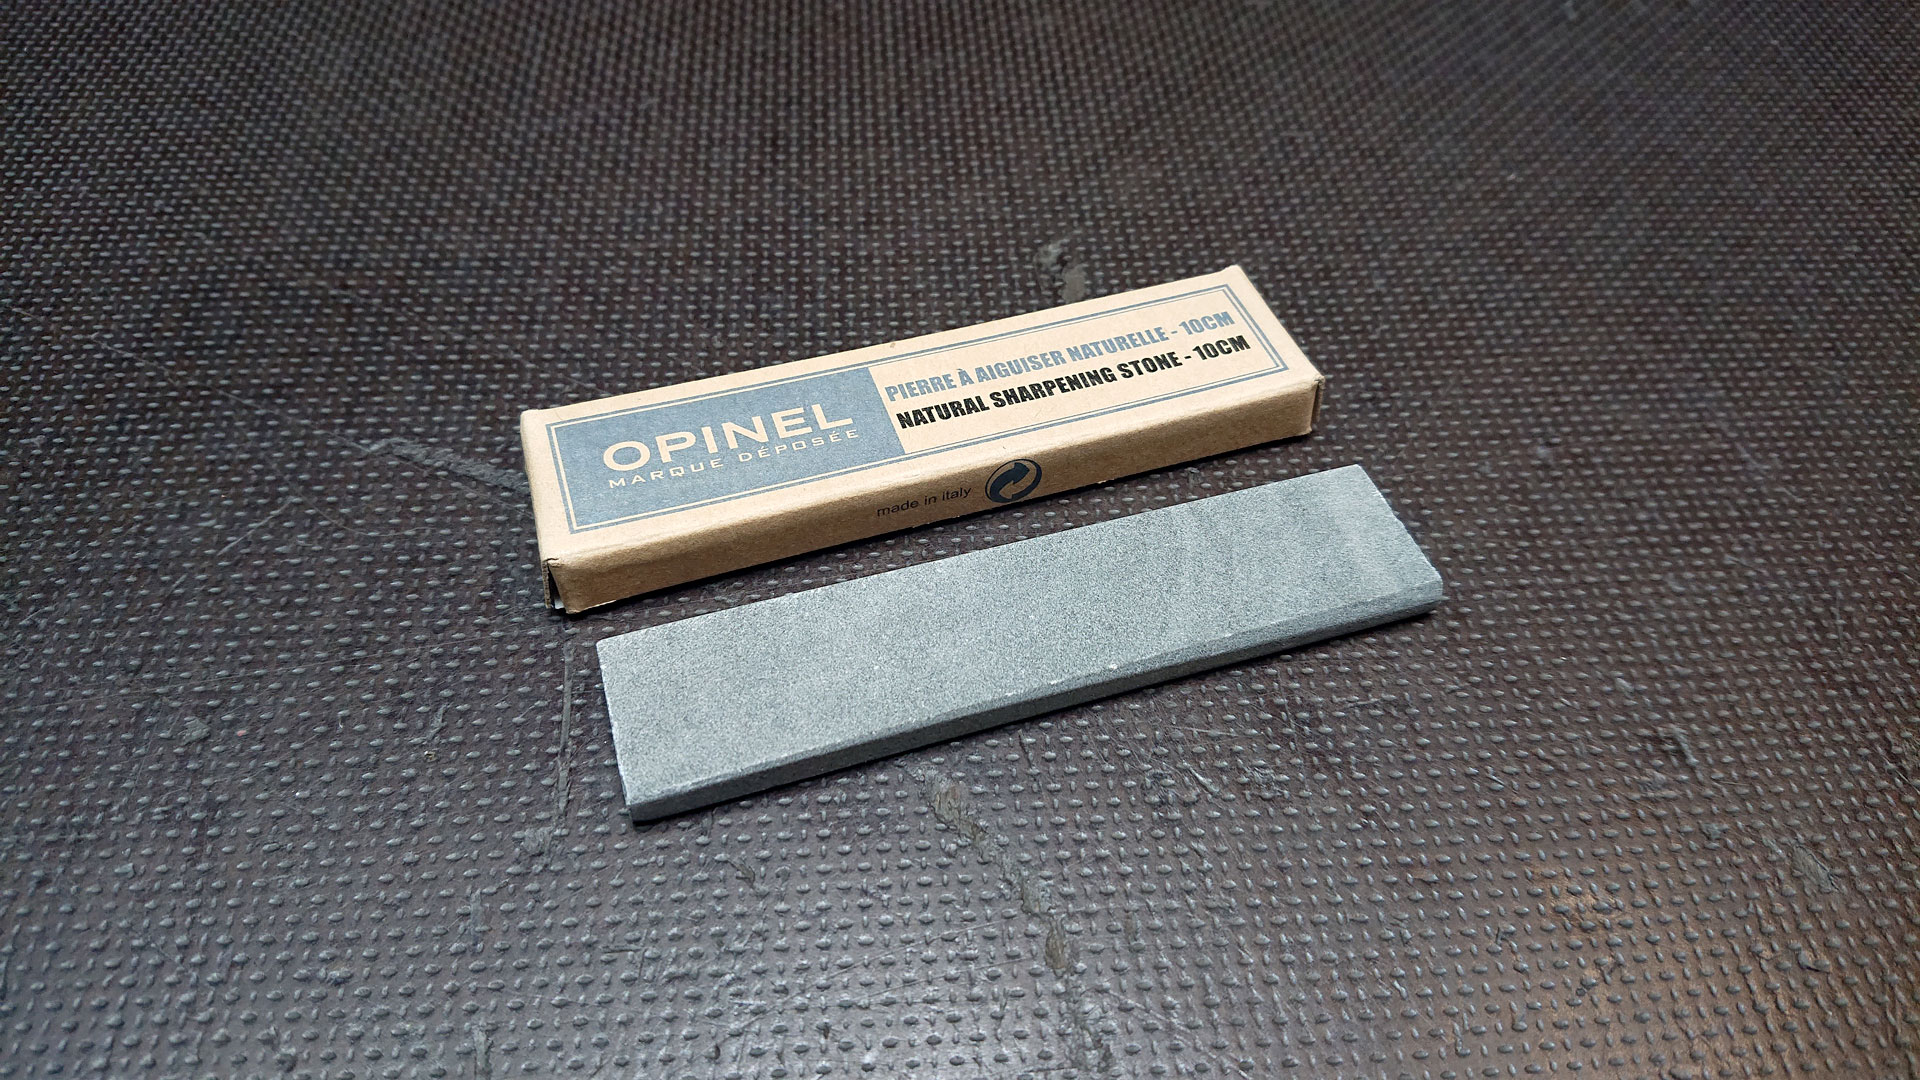 OPINEL
MARQUE DÉPOSÉE
PIERRE À AIGUISER NATURELLE - 10CM
NATURAL SHARPENING STONE - 10CM
made in italy